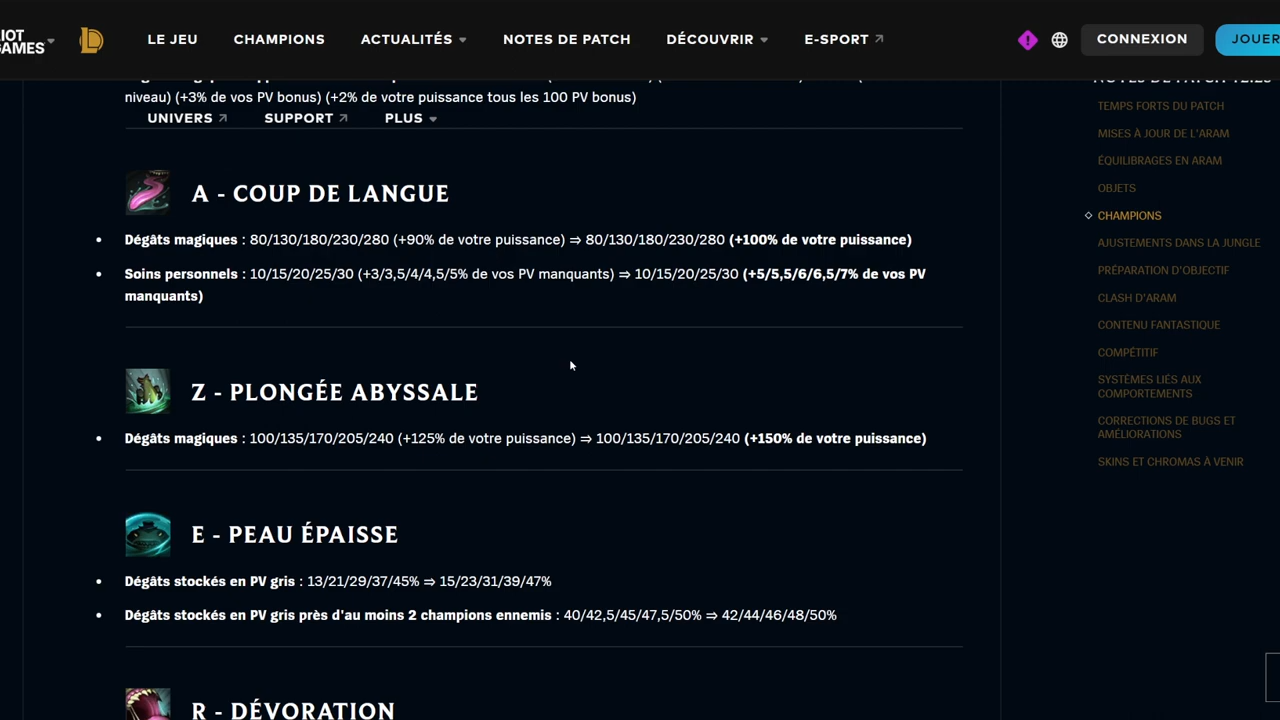 RIOT
GAMES
LE JEU
CHAMPIONS
ACTUALITÉS
NOTES DE PATCH
DÉCOUVRIR
E-SPORT
CONNEXION
JOUER
UNIVERS
SUPPORT
PLUS
niveau) (+3% de vos PV bonus) (+2% de votre puissance tous les 100 PV bonus)
A - COUP DE LANGUE
• Dégâts magiques : 80/130/180/230/280 (+90% de votre puissance) ⇒ 80/130/180/230/280 (+100% de votre puissance)
• Soins personnels : 10/15/20/25/30 (+3/3,5/4/4,5/5% de vos PV manquants) ⇒ 10/15/20/25/30 (+5/5,5/6/6,5/7% de vos PV
manquants)
Z - PLONGÉE ABYSSALE
• Dégâts magiques : 100/135/170/205/240 (+125% de votre puissance) ⇒ 100/135/170/205/240 (+150% de votre puissance)
E - PEAU ÉPAISSE
• Dégâts stockés en PV gris : 13/21/29/37/45% ⇒ 15/23/31/39/47%
• Dégâts stockés en PV gris près d'au moins 2 champions ennemis : 40/42,5/45/47,5/50% ⇒ 42/44/46/48/50%
R - DÉVORATION
TEMPS FORTS DU PATCH
MISES À JOUR DE L'ARAM
ÉQUILIBRAGES EN ARAM
OBJETS
CHAMPIONS
AJUSTEMENTS DANS LA JUNGLE
PRÉPARATION D'OBJECTIF
CLASH D'ARAM
CONTENU FANTASTIQUE
COMPÉTITIF
SYSTÈMES LIÉS AUX
COMPORTEMENTS
CORRECTIONS DE BUGS ET
AMÉLIORATIONS
SKINS ET CHROMAS À VENIR